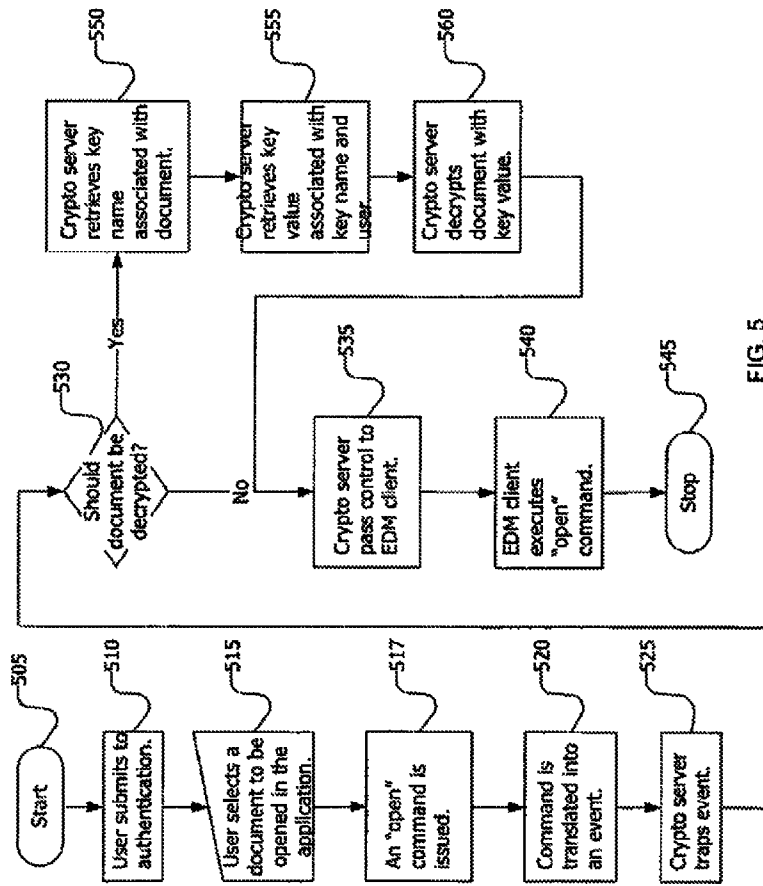 505
Start
510
User submits to
authentication.
515
User selects a
document to be
opened in the
application.
517
An "open"
command is
issued.
520
Command is
translated into
an event.
525
Crypto server
traps event.
530
Should
document be
decrypted?
Yes
No
535
Crypto server
pass control to
EDM client.
540
EDM client
executes
"open"
command.
545
Stop
550
Crypto server
retrieves key
name
associated with
document.
555
Crypto server
retrieves key
value
associated with
key name and
user.
560
Crypto server
decrypts
document with
key value.
FIG. 5